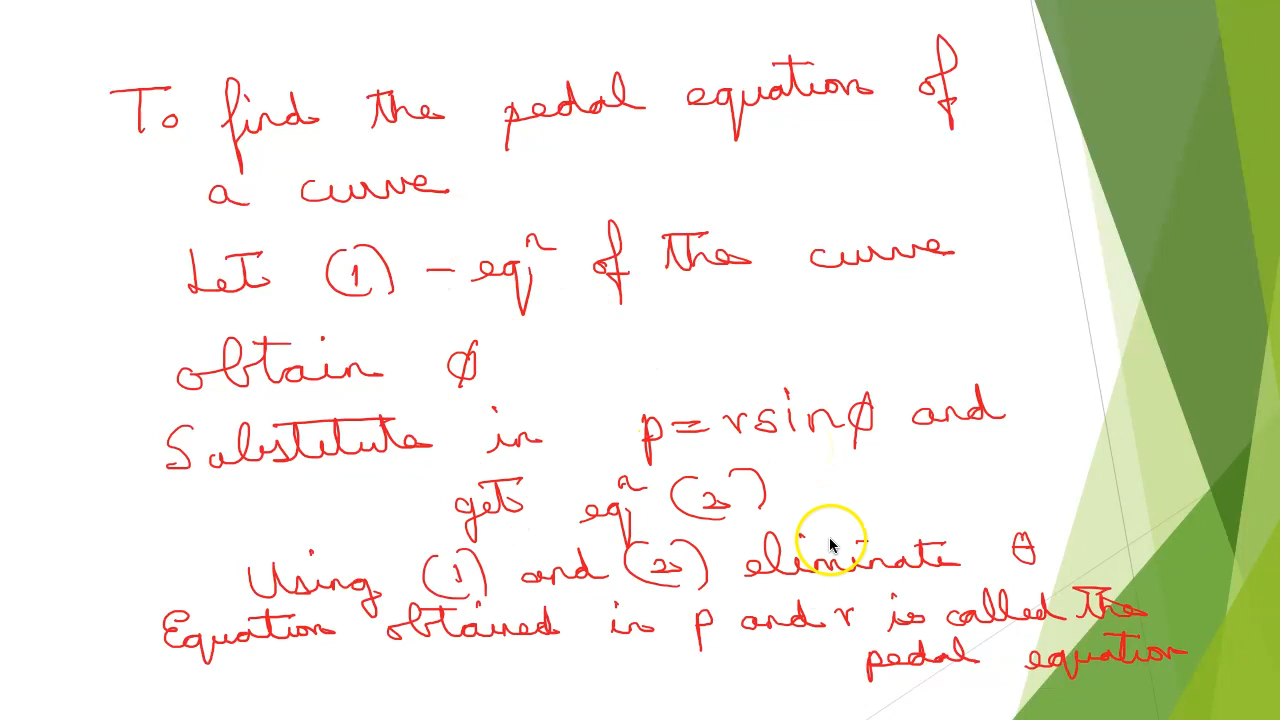 To find the pedal equation of
a curve
Let (1) - eqⁿ of the curve
obtain φ
Substitute in p = r sin φ and
get eqⁿ (2)
Using (1) and (2) eliminate θ
Equation obtained in p and r is called the
pedal equation